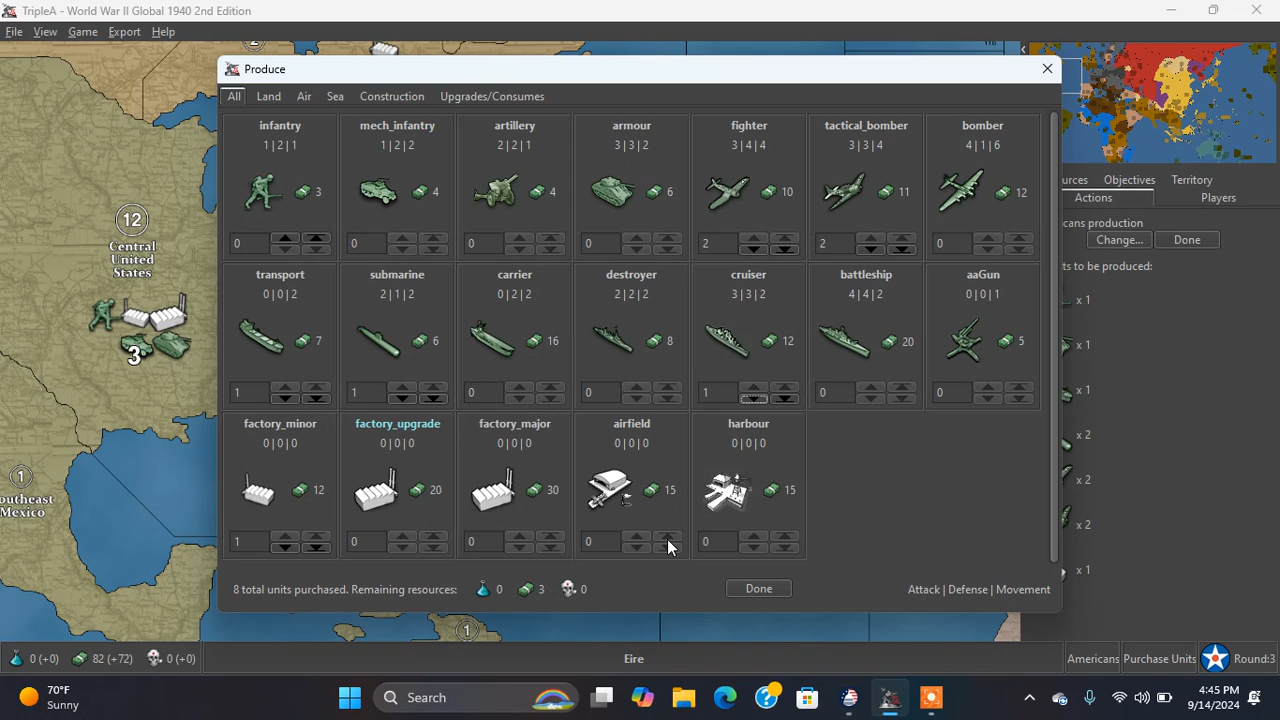 TripleA - World War II Global 1940 2nd Edition
File View Game Export Help
Produce
All Land Air Sea Construction Upgrades/Consumes
infantry mech_infantry artillery armour fighter tactical_bomber bomber
1|2|1 1|2|2 2|2|1 3|3|2 3|4|4 3|3|4 4|1|6
3 4 4 6 10 11 12
0 0 0 0 2 2 0
transport submarine carrier destroyer cruiser battleship aaGun
0|0|2 2|1|2 0|2|2 2|2|2 3|3|2 4|4|2 0|0|1
7 6 16 8 12 20 5
1 1 0 0 1 0 0
factory_minor factory_upgrade factory_major airfield harbour
0|0|0 0|0|0 0|0|0 0|0|0 0|0|0
12 20 30 15 15
1 0 0 0 0
8 total units purchased. Remaining resources: 0 3 0 Done Attack | Defense | Movement
12
Central
United
States
3
1
outheast
Mexico
1
urces Objectives Territory
Actions Players
cans production
Change... Done
ts to be produced:
x 1
x 1
x 1
x 2
x 2
x 2
x 1
0 (+0) 82 (+72) 0 (+0) Eire Americans Purchase Units Round:3
70°F
Sunny
Search
4:45 PM
9/14/2024